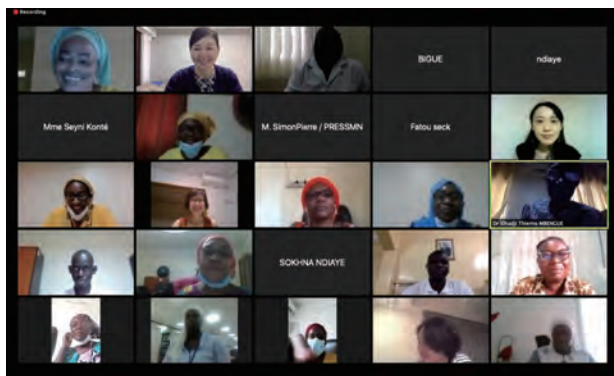 Recording
BIGUE
ndiaye
Mme Seyni Konté
M. SimonPierre / PRESSMN
Fatou seck
Dr Elhadji Thierno MBENGUE
SOKHNA NDIAYE